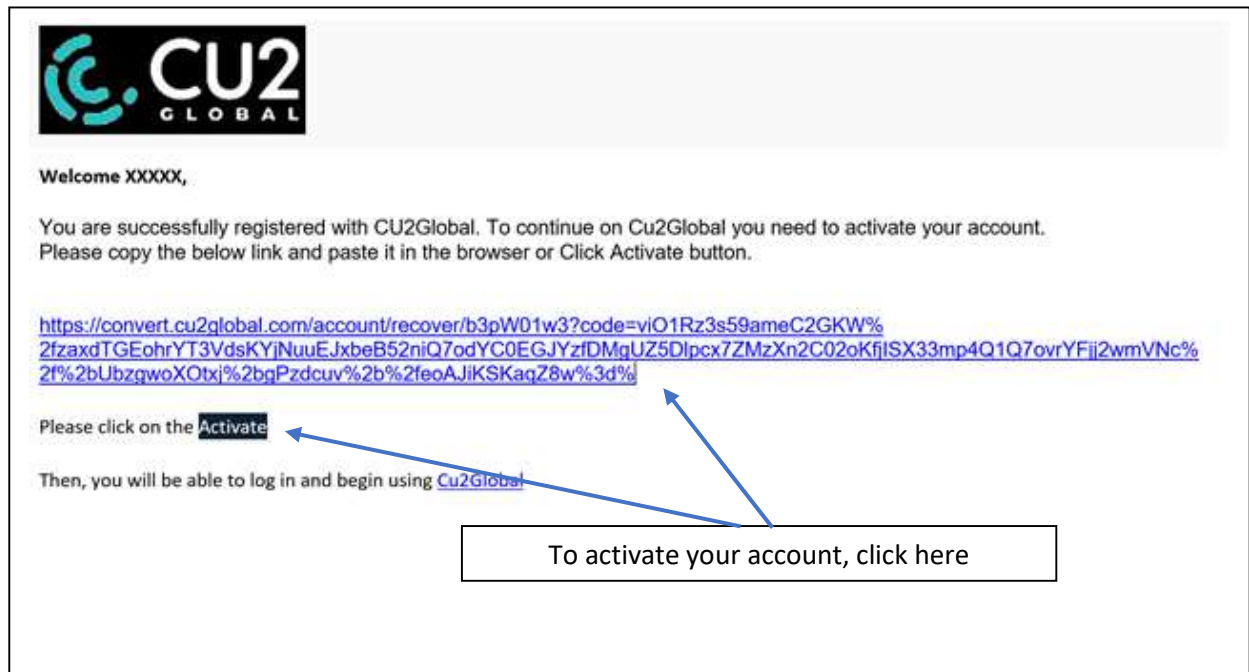 CU2
GLOBAL
Welcome XXXXX,
You are successfully registered with CU2Global. To continue on Cu2Global you need to activate your account.
Please copy the below link and paste it in the browser or Click Activate button.
https://convert.cu2global.com/account/recover/b3pW01w3?code=viO1Rz3s59ameC2GKW%
2fzaxdTGEohrYT3VdsKYjNuuEJxbeB52niQ7odYC0EGJYzfDMgUZ5DIpcx7ZMzXn2C02oKfjISX33mp4Q1Q7ovrYFjj2wmVNc%
2f%2bUbzgwoXOtxj%2bgPzdcuv%2b%2feoAJiKSKaqZ8w%3d%
Please click on the Activate
Then, you will be able to log in and begin using Cu2Global
To activate your account, click here